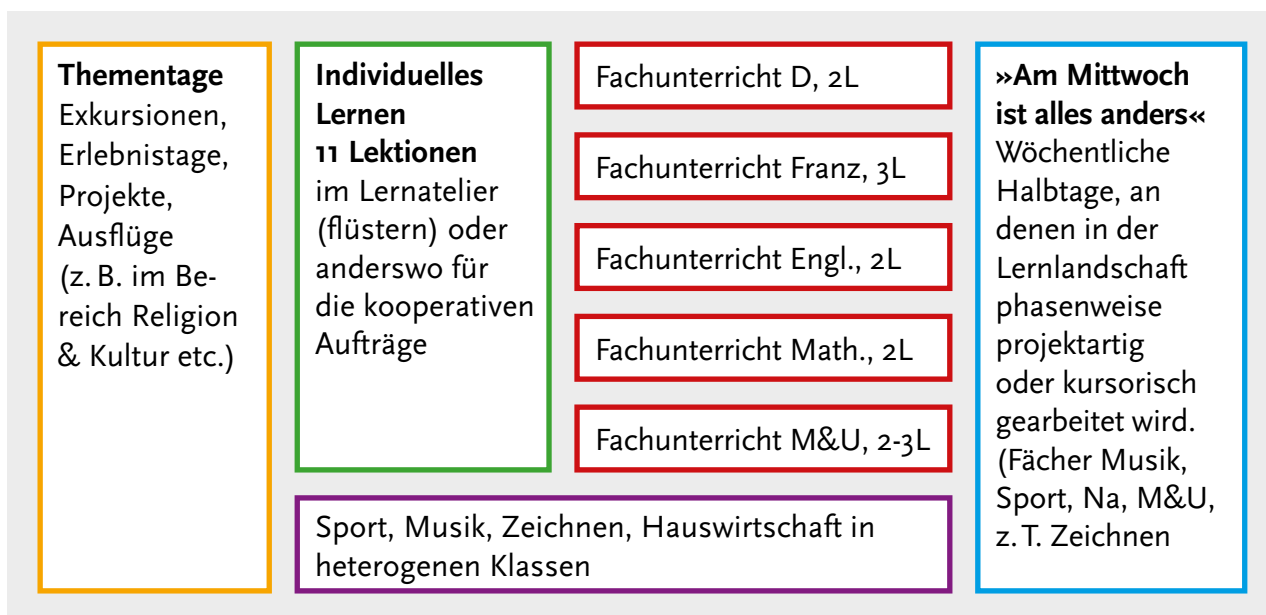 Thementage
Exkursionen,
Erlebnistage,
Projekte,
Ausflüge
(z. B. im Be-
reich Religion
& Kultur etc.)
Individuelles
Lernen
11 Lektionen
im Lernatelier
(flüstern) oder
anderswo für
die kooperativen
Aufträge
Fachunterricht D, 2L
Fachunterricht Franz, 3L
Fachunterricht Engl., 2L
Fachunterricht Math., 2L
Fachunterricht M&U, 2-3L
Sport, Musik, Zeichnen, Hauswirtschaft in
heterogenen Klassen
»Am Mittwoch
ist alles anders«
Wöchentliche
Halbtage, an
denen in der
Lernlandschaft
phasenweise
projektartig
oder kursorisch
gearbeitet wird.
(Fächer Musik,
Sport, Na, M&U,
z. T. Zeichnen